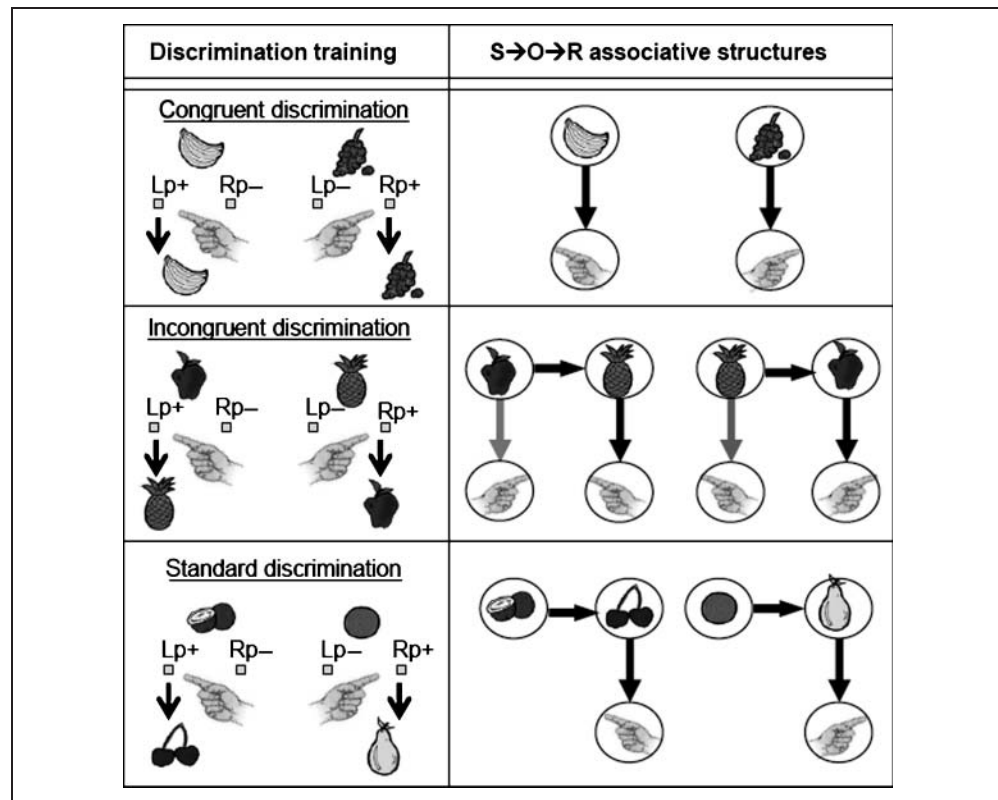 Discrimination training
S→O→R associative structures
Congruent discrimination
Lp+ Rp– Lp– Rp+
Incongruent discrimination
Lp+ Rp– Lp– Rp+
Standard discrimination
Lp+ Rp– Lp– Rp+